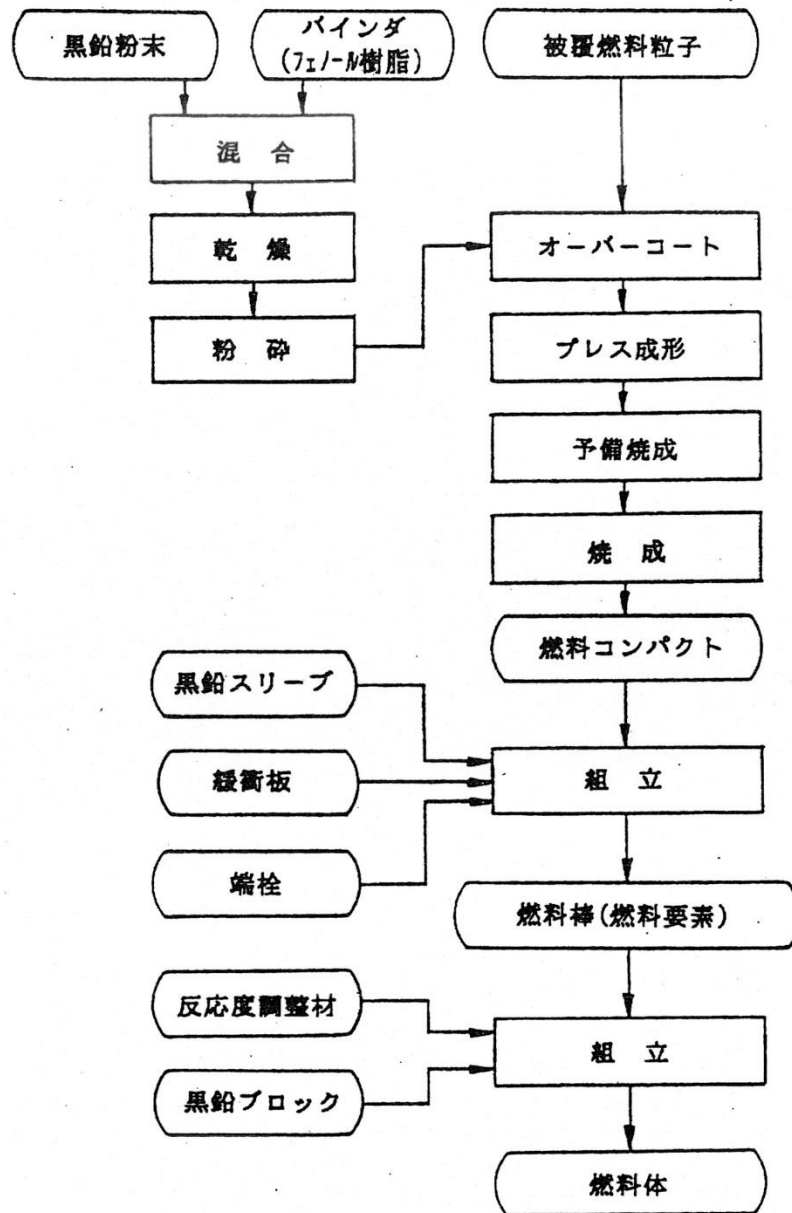 黒鉛粉末
バインダ
(フェノール樹脂)
被覆燃料粒子
混 合
乾 燥
粉 砕
オーバーコート
プレス成形
予備焼成
焼 成
燃料コンパクト
黒鉛スリーブ
緩衝板
端栓
組 立
燃料棒(燃料要素)
反応度調整材
黒鉛ブロック
組 立
燃料体